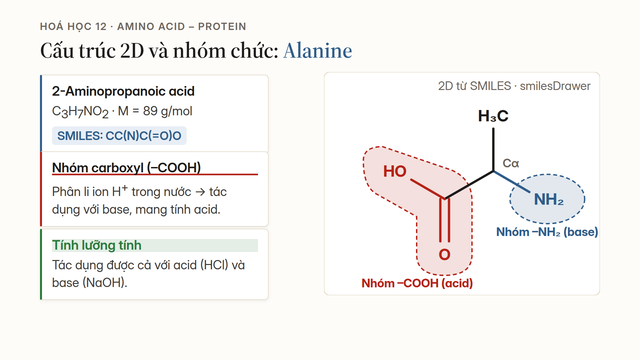 HOÁ HỌC 12 · AMINO ACID – PROTEIN
Cấu trúc 2D và nhóm chức: Alanine
2-Aminopropanoic acid
C₃H₇NO₂ · M = 89 g/mol
SMILES: CC(N)C(=O)O
Nhóm carboxyl (–COOH)
Phân li ion H⁺ trong nước → tác
dụng với base, mang tính acid.
Tính lưỡng tính
Tác dụng được cả với acid (HCl) và
base (NaOH).
2D từ SMILES · smilesDrawer
H₃C
Cα
HO
NH₂
Nhóm –NH₂ (base)
O
Nhóm –COOH (acid)